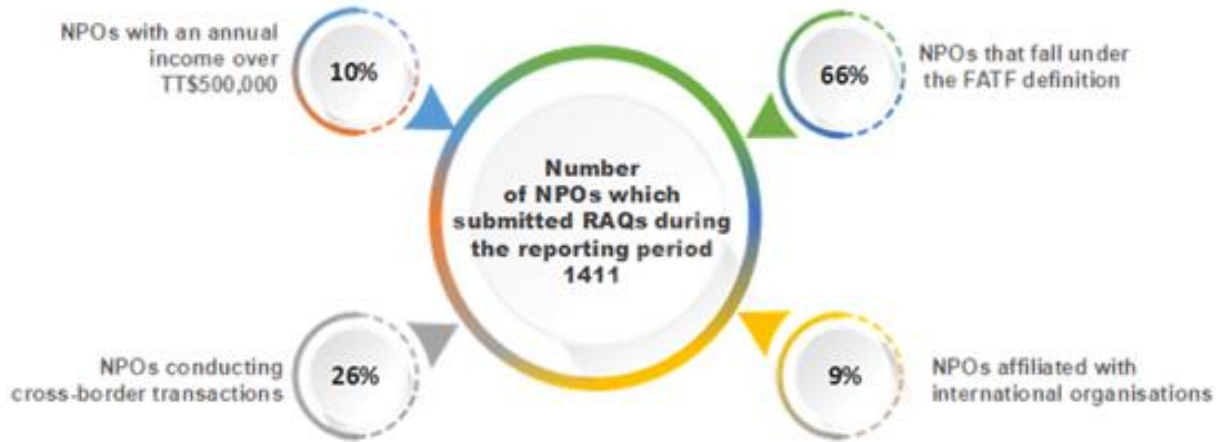 NPOs with an annual
income over
TT$500,000
10%
66%
NPOs that fall under
the FATF definition
Number
of NPOs which
submitted RAQs during
the reporting period
1411
NPOs conducting
cross-border transactions
26%
9%
NPOs affiliated with
international organisations